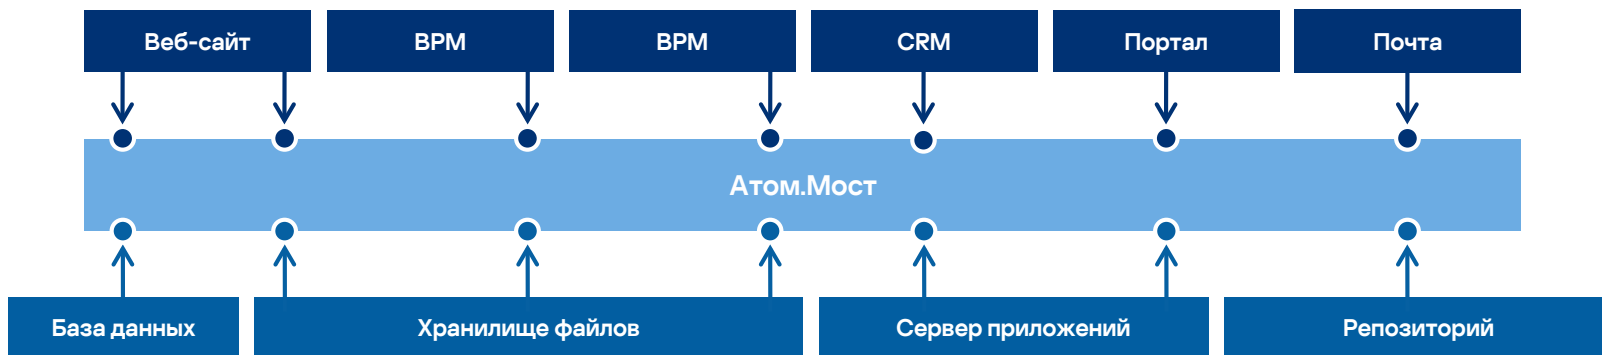 Веб-сайт
BPM
BPM
CRM
Портал
Почта
Атом.Мост
База данных
Хранилище файлов
Сервер приложений
Репозиторий